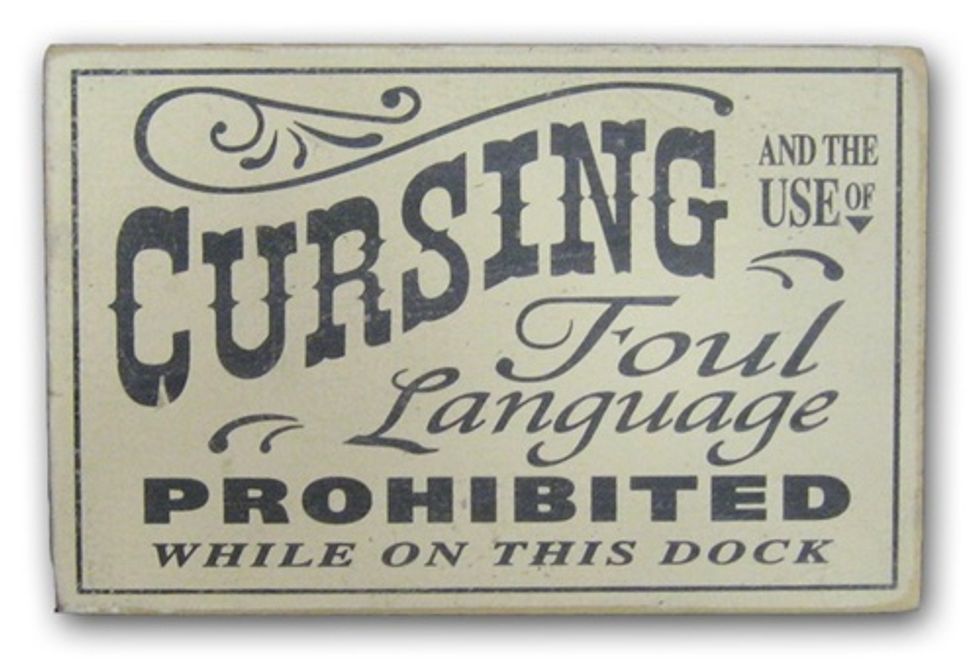 CURSING
AND THE
USE OF
Foul
Language
PROHIBITED
WHILE ON THIS DOCK